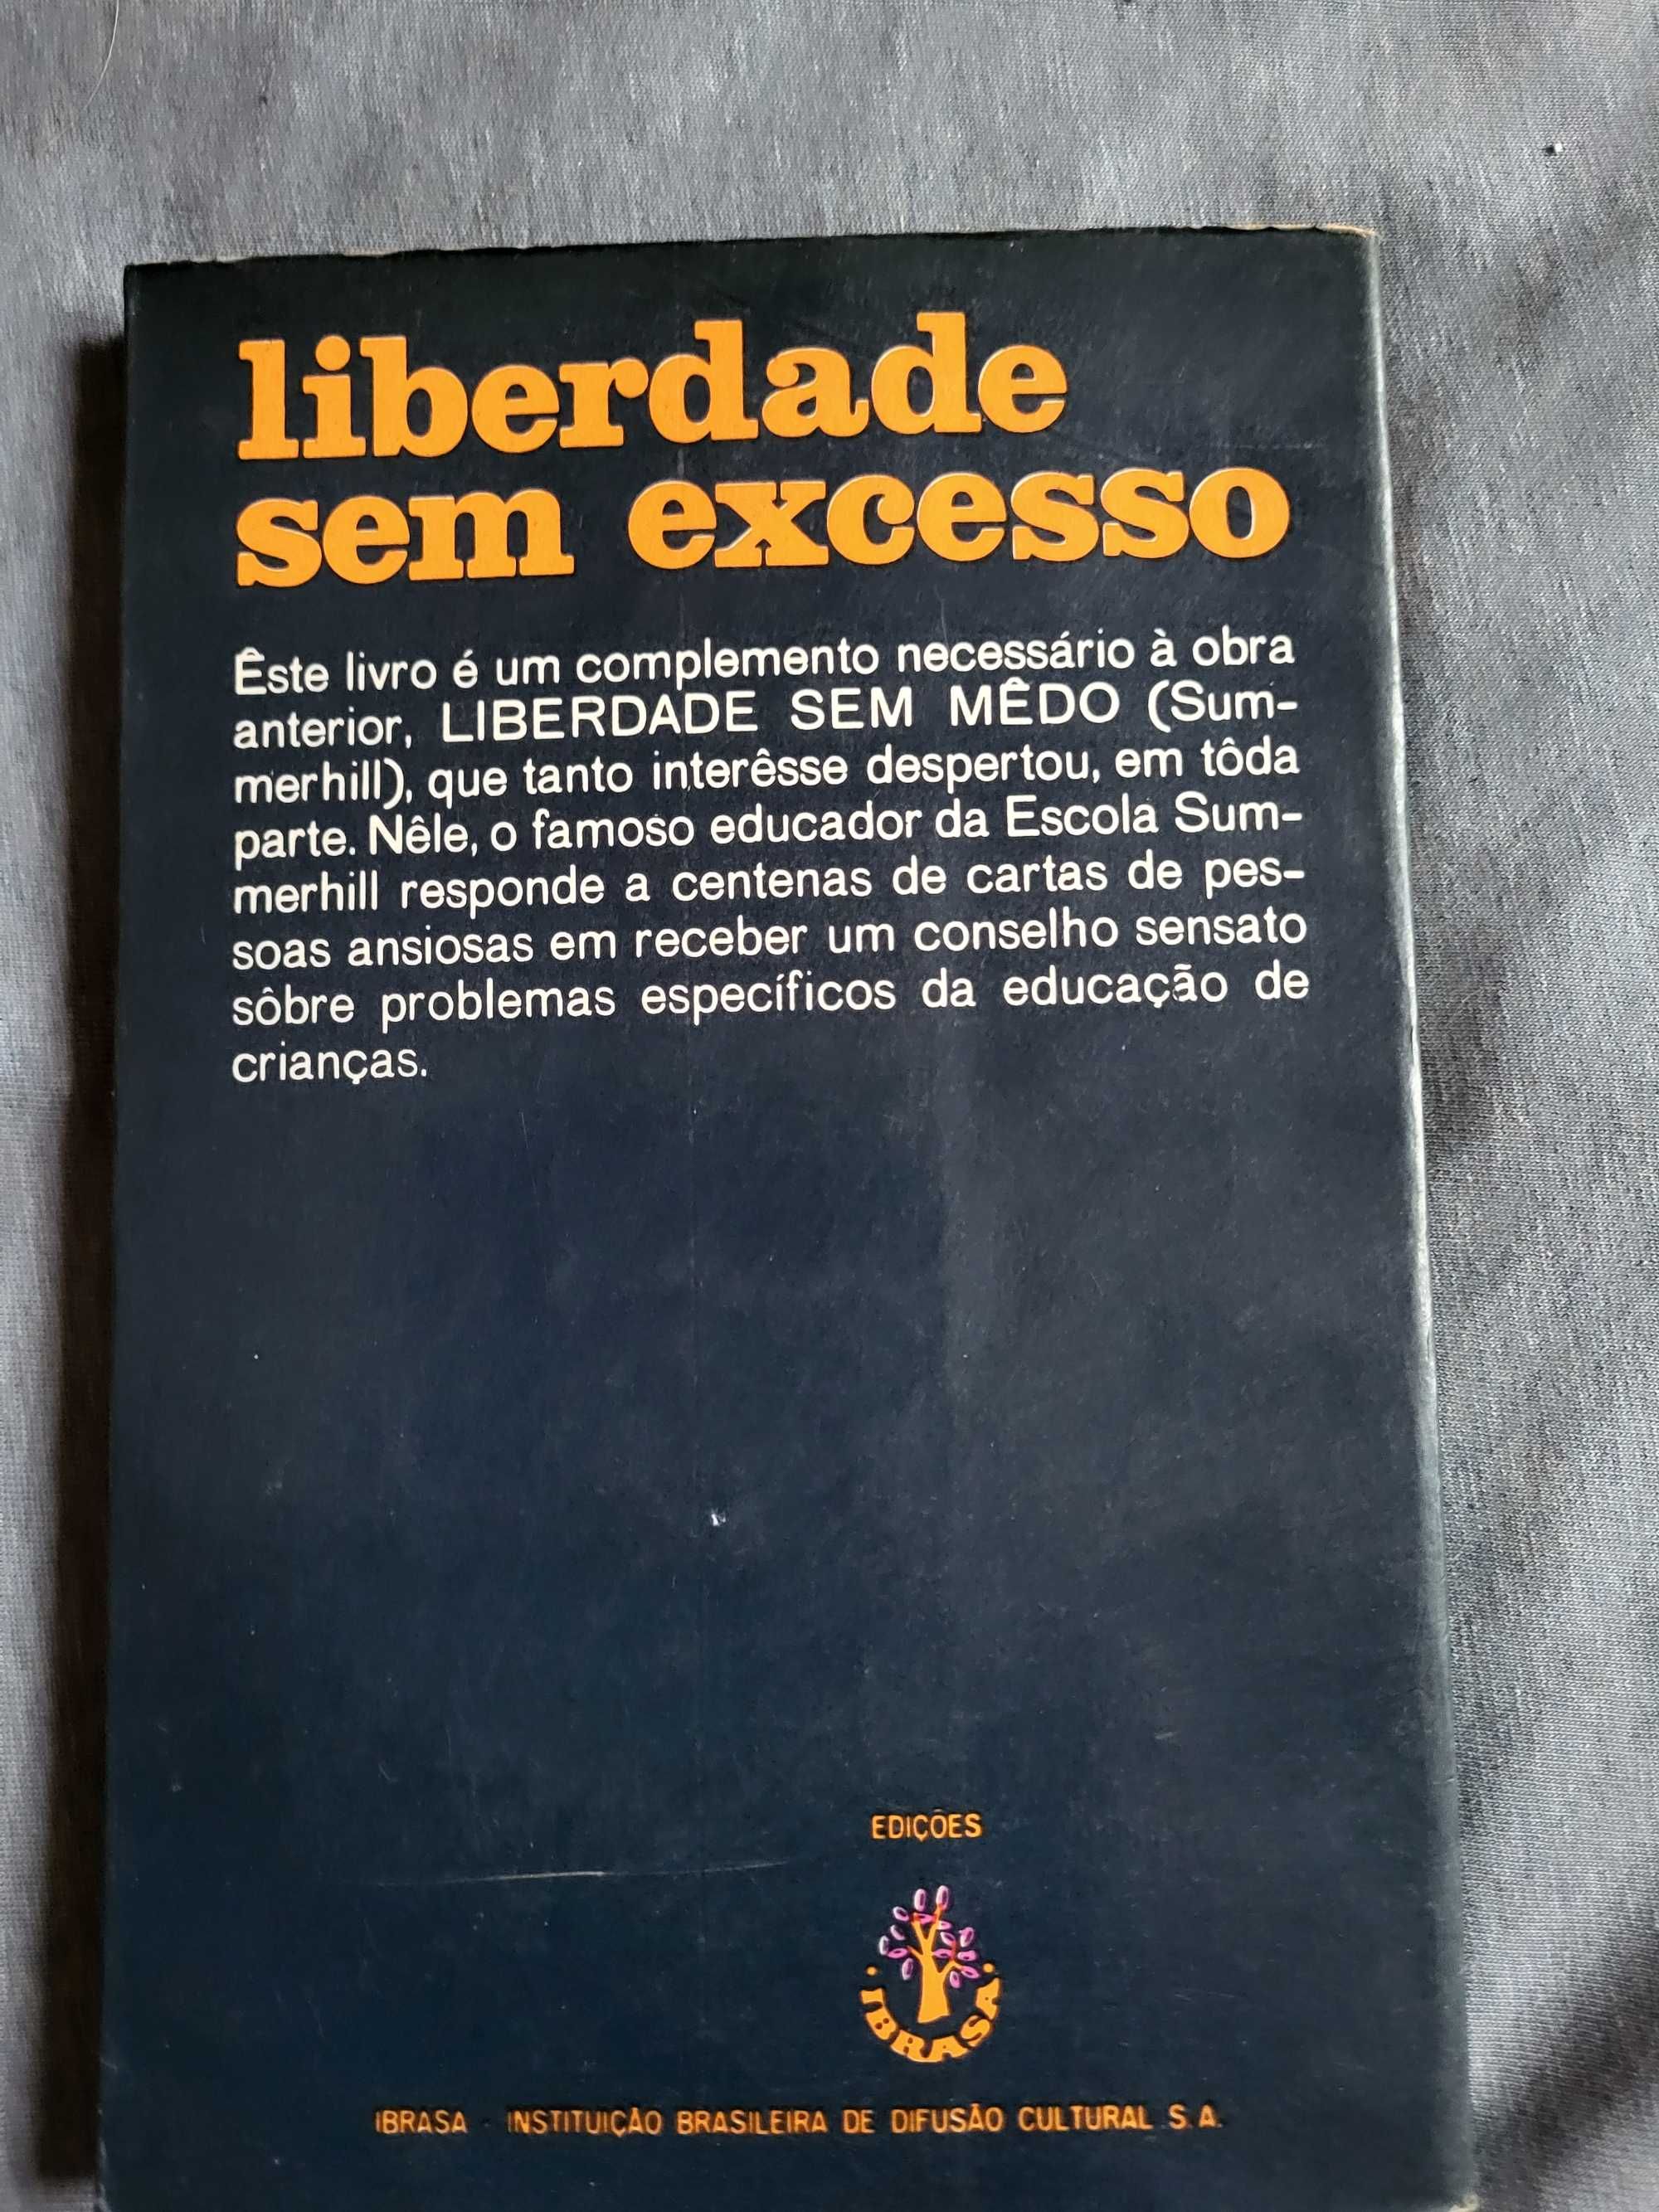 liberdade
sem excesso
Êste livro é um complemento necessário à obra
anterior, LIBERDADE SEM MÊDO (Sum-
merhill), que tanto interêsse despertou, em tôda
parte. Nêle, o famoso educador da Escola Sum-
merhill responde a centenas de cartas de pes-
soas ansiosas em receber um conselho sensato
sôbre problemas específicos da educação de
crianças.
EDIÇÕES
IBRASA
IBRASA - INSTITUIÇÃO BRASILEIRA DE DIFUSÃO CULTURAL S. A.